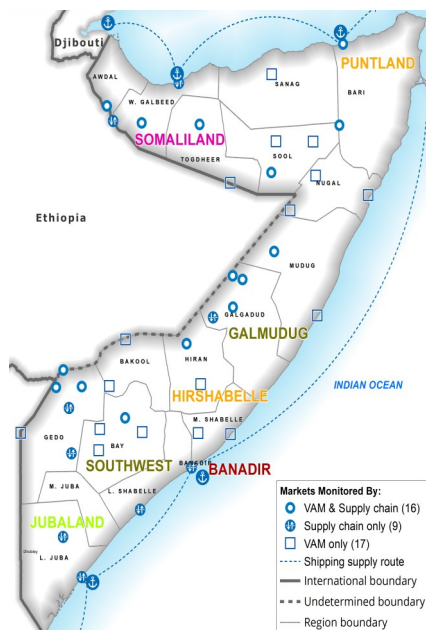 Djibouti
PUNTLAND
AWDAL
SANAG
BARI
W. GALBEED
SOMALILAND
TOGDHEER
SOOL
NUGAL
Ethiopia
MUDUG
GALGADUD
GALMUDUG
BAKOOL
HIRAN
INDIAN OCEAN
HIRSHABELLE
M. SHABELLE
GEDO
BAY
SOUTHWEST
BANADIR
M. JUBA
L. SHABELLE
JUBALAND
L. JUBA
Markets Monitored By:
VAM & Supply chain (16)
Supply chain only (9)
VAM only (17)
Shipping supply route
International boundary
Undetermined boundary
Region boundary